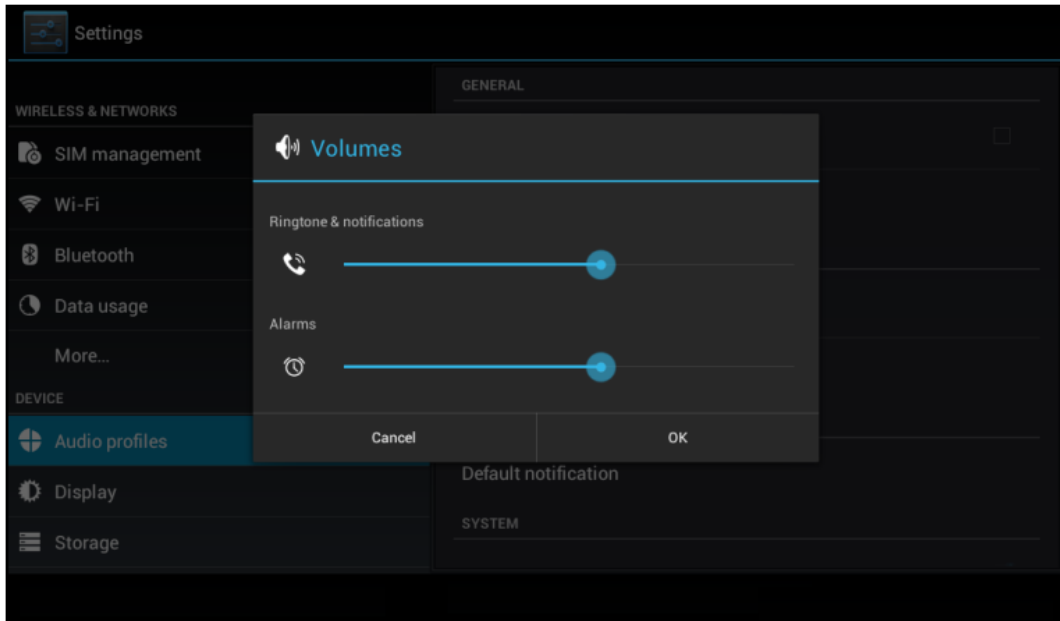 Settings
WIRELESS & NETWORKS
SIM management
Wi-Fi
Bluetooth
Data usage
More...
DEVICE
Audio profiles
Display
Storage
GENERAL
Volumes
Ringtone & notifications
Alarms
Cancel
OK
Default notification
SYSTEM